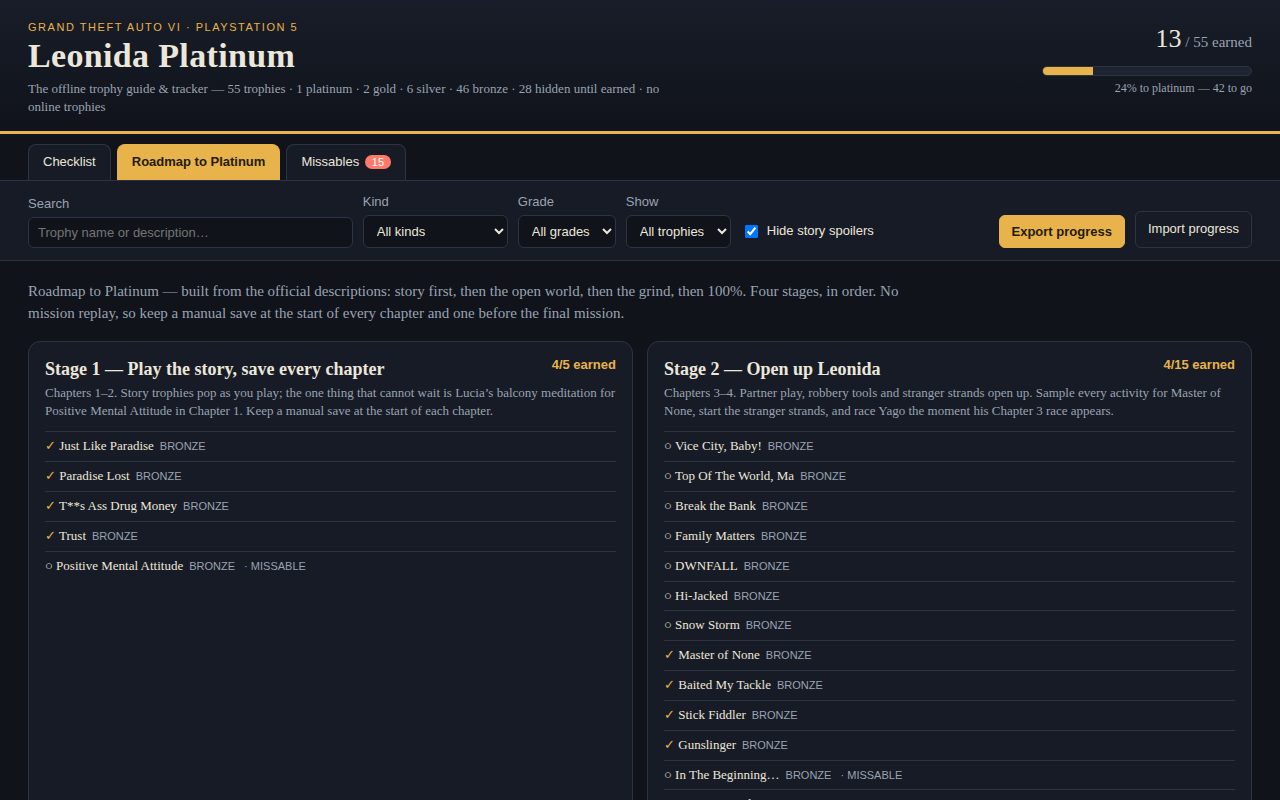 GRAND THEFT AUTO VI · PLAYSTATION 5
Leonida Platinum
The offline trophy guide & tracker — 55 trophies · 1 platinum · 2 gold · 6 silver · 46 bronze · 28 hidden until earned · no
online trophies
13 / 55 earned
24% to platinum — 42 to go
Checklist
Roadmap to Platinum
Missables 15
Search
Trophy name or description…
Kind
All kinds
Grade
All grades
Show
All trophies
Hide story spoilers
Export progress
Import progress
Roadmap to Platinum — built from the official descriptions: story first, then the open world, then the grind, then 100%. Four stages, in order. No
mission replay, so keep a manual save at the start of every chapter and one before the final mission.
Stage 1 — Play the story, save every chapter
4/5 earned
Chapters 1–2. Story trophies pop as you play; the one thing that cannot wait is Lucia’s balcony meditation for
Positive Mental Attitude in Chapter 1. Keep a manual save at the start of each chapter.
✓ Just Like Paradise BRONZE
✓ Paradise Lost BRONZE
✓ T**s Ass Drug Money BRONZE
✓ Trust BRONZE
○ Positive Mental Attitude BRONZE · MISSABLE
Stage 2 — Open up Leonida
4/15 earned
Chapters 3–4. Partner play, robbery tools and stranger strands open up. Sample every activity for Master of
None, start the stranger strands, and race Yago the moment his Chapter 3 race appears.
○ Vice City, Baby! BRONZE
○ Top Of The World, Ma BRONZE
○ Break the Bank BRONZE
○ Family Matters BRONZE
○ DWNFALL BRONZE
○ Hi-Jacked BRONZE
○ Snow Storm BRONZE
✓ Master of None BRONZE
✓ Baited My Tackle BRONZE
✓ Stick Fiddler BRONZE
✓ Gunslinger BRONZE
○ In The Beginning… BRONZE · MISSABLE